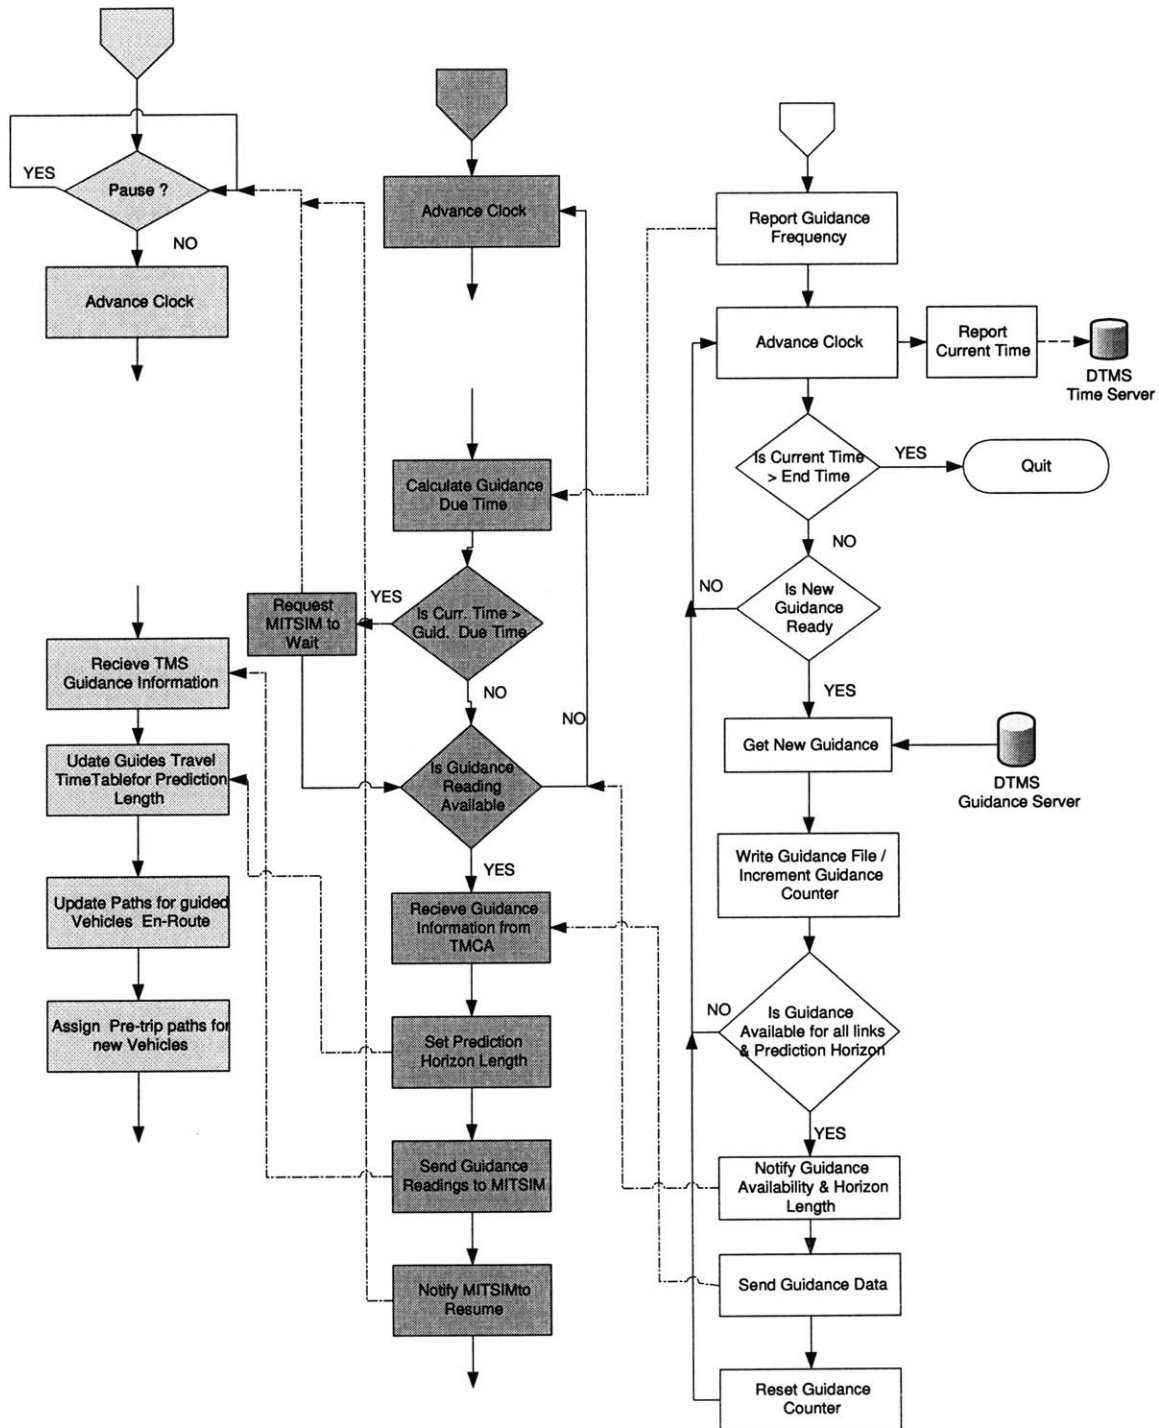 YES
Pause ?
NO
Advance Clock
Recieve TMS
Guidance Information
Udate Guides Travel
TimeTablefor Prediction
Length
Update Paths for guided
Vehicles En-Route
Assign Pre-trip paths for
new Vehicles
Advance Clock
Calculate Guidance
Due Time
Request
MITSIM to
Wait
YES
Is Curr. Time >
Guid. Due Time
NO
NO
Is Guidance
Reading
Available
YES
Recieve Guidance
Information from
TMCA
Set Prediction
Horizon Length
Send Guidance
Readings to MITSIM
Notify MITSIMto
Resume
Report Guidance
Frequency
Advance Clock
Report
Current Time
DTMS
Time Server
Is Current Time
> End Time
YES
Quit
NO
NO
Is New
Guidance
Ready
YES
Get New Guidance
DTMS
Guidance Server
Write Guidance File /
Increment Guidance
Counter
NO
Is Guidance
Available for all links
& Prediction Horizon
YES
Notify Guidance
Availability & Horizon
Length
Send Guidance Data
Reset Guidance
Counter